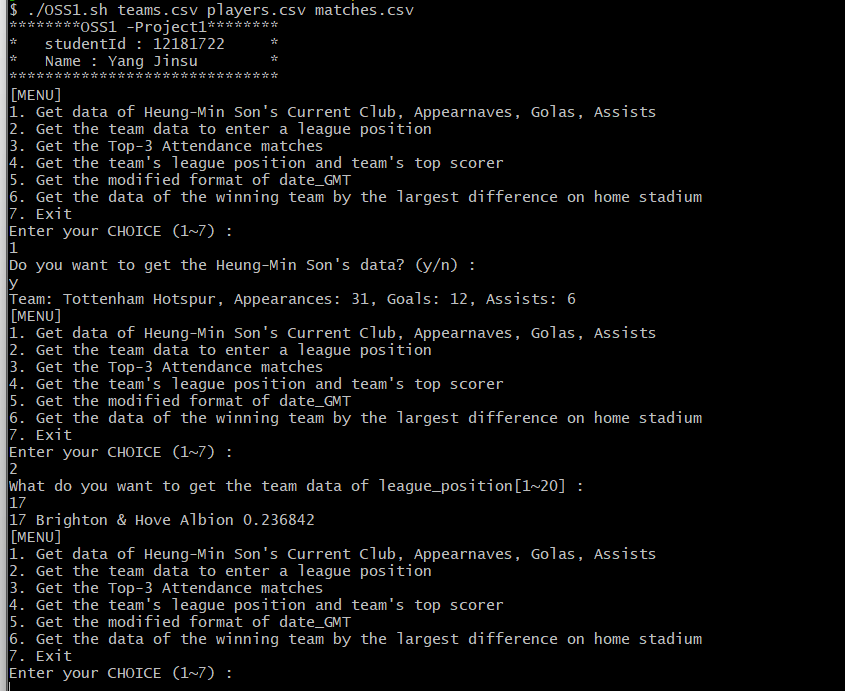 $ ./OSS1.sh teams.csv players.csv matches.csv
********OSS1 -Project1********
*   studentId : 12181722     *
*   Name : Yang Jinsu        *
******************************
[MENU]
1. Get data of Heung-Min Son's Current Club, Appearnaves, Golas, Assists
2. Get the team data to enter a league position
3. Get the Top-3 Attendance matches
4. Get the team's league position and team's top scorer
5. Get the modified format of date_GMT
6. Get the data of the winning team by the largest difference on home stadium
7. Exit
Enter your CHOICE (1~7) :
1
Do you want to get the Heung-Min Son's data? (y/n) :
y
Team: Tottenham Hotspur, Appearances: 31, Goals: 12, Assists: 6
[MENU]
1. Get data of Heung-Min Son's Current Club, Appearnaves, Golas, Assists
2. Get the team data to enter a league position
3. Get the Top-3 Attendance matches
4. Get the team's league position and team's top scorer
5. Get the modified format of date_GMT
6. Get the data of the winning team by the largest difference on home stadium
7. Exit
Enter your CHOICE (1~7) :
2
What do you want to get the team data of league_position[1~20] :
17
17 Brighton & Hove Albion 0.236842
[MENU]
1. Get data of Heung-Min Son's Current Club, Appearnaves, Golas, Assists
2. Get the team data to enter a league position
3. Get the Top-3 Attendance matches
4. Get the team's league position and team's top scorer
5. Get the modified format of date_GMT
6. Get the data of the winning team by the largest difference on home stadium
7. Exit
Enter your CHOICE (1~7) :